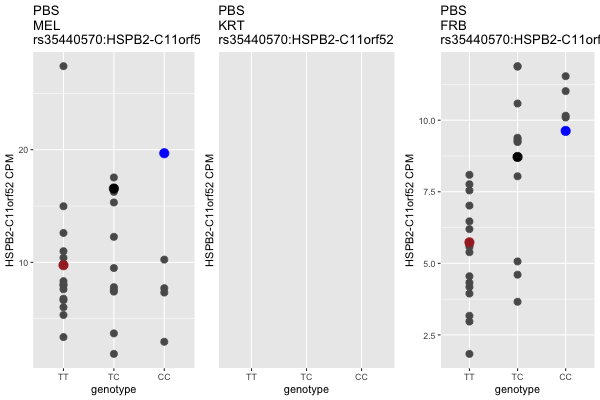 PBS
MEL
rs35440570:HSPB2-C11orf5
PBS
KRT
rs35440570:HSPB2-C11orf52
PBS
FRB
rs35440570:HSPB2-C11orf
HSPB2-C11orf52 CPM
20
10
TT TC CC
genotype
HSPB2-C11orf52 CPM
TT TC CC
genotype
HSPB2-C11orf52 CPM
10.0
7.5
5.0
2.5
TT TC CC
genotype